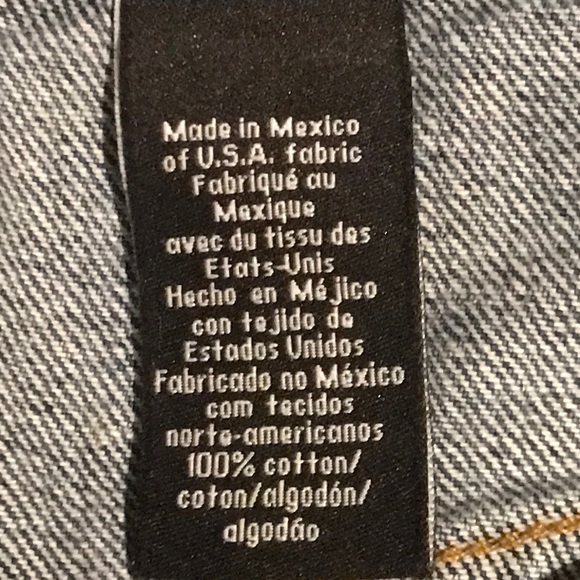 Made in Mexico
of U.S.A. fabric
Fabriqué au
Mexique
avec du tissu des
Etats-Unis
Hecho en Méjico
con tejido de
Estados Unidos
Fabricado no México
com tecidos
norte-americanos
100% cotton/
coton/algodón/
algodão